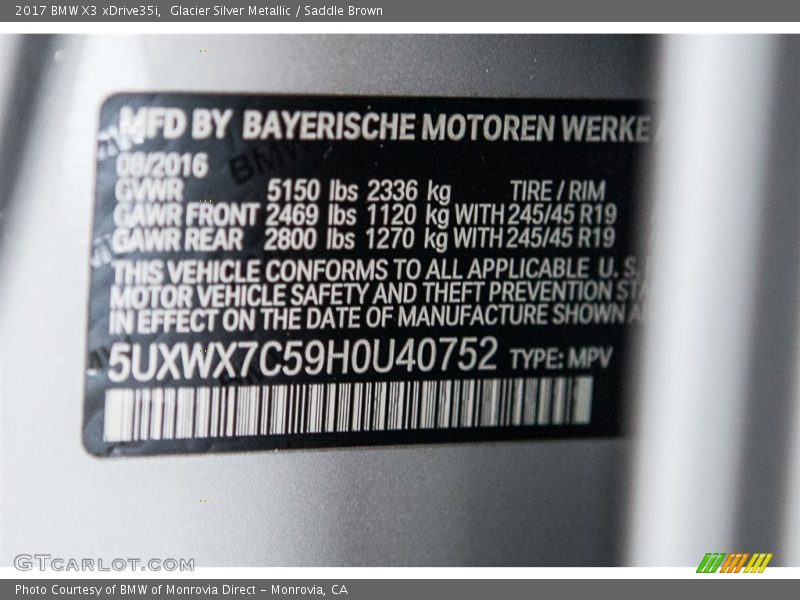 2017 BMW X3 xDrive35i, Glacier Silver Metallic / Saddle Brown
MFD BY BAYERISCHE MOTOREN WERKE
08/2016
GVWR 5150 lbs 2336 kg TIRE / RIM
GAWR FRONT 2469 lbs 1120 kg WITH 245/45 R19
GAWR REAR 2800 lbs 1270 kg WITH 245/45 R19
THIS VEHICLE CONFORMS TO ALL APPLICABLE U. S.
MOTOR VEHICLE SAFETY AND THEFT PREVENTION
IN EFFECT ON THE DATE OF MANUFACTURE SHOWN
5UXWX7C59H0U40752 TYPE: MPV
GTCARLOT.COM
Photo Courtesy of BMW of Monrovia Direct - Monrovia, CA